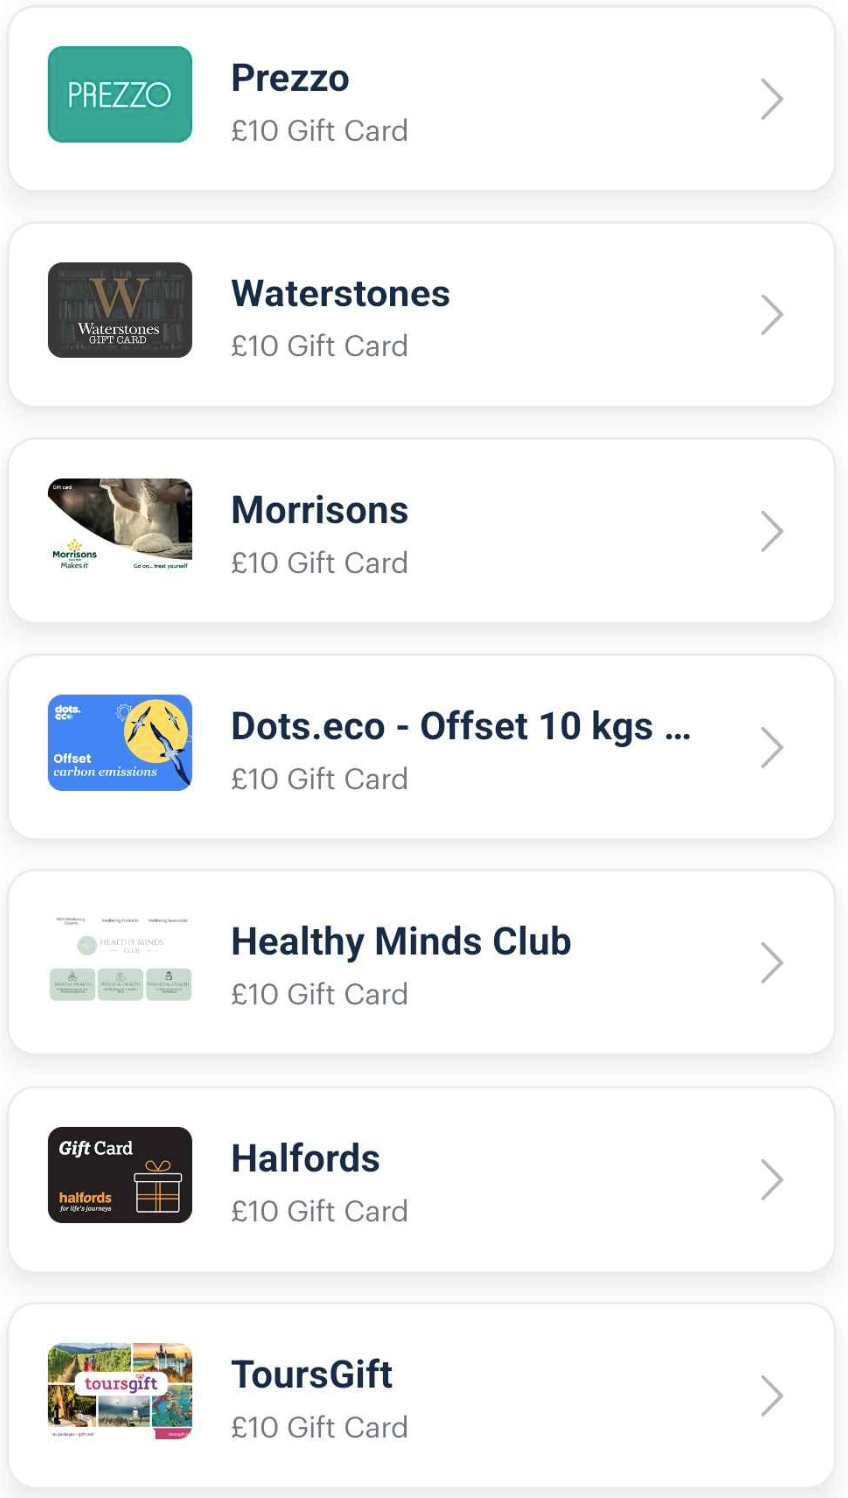 PREZZO
Prezzo
£10 Gift Card
W
Waterstones
GIFT CARD
Waterstones
£10 Gift Card
Gift card
Morrisons
Makes it
Go on... treat yourself
Morrisons
£10 Gift Card
dots.
eco
Offset
carbon emissions
Dots.eco - Offset 10 kgs ...
£10 Gift Card
HEALTHY MINDS
CLUB
Healthy Minds Club
£10 Gift Card
Gift Card
halfords
for life's journeys
Halfords
£10 Gift Card
toursgift
ToursGift
£10 Gift Card